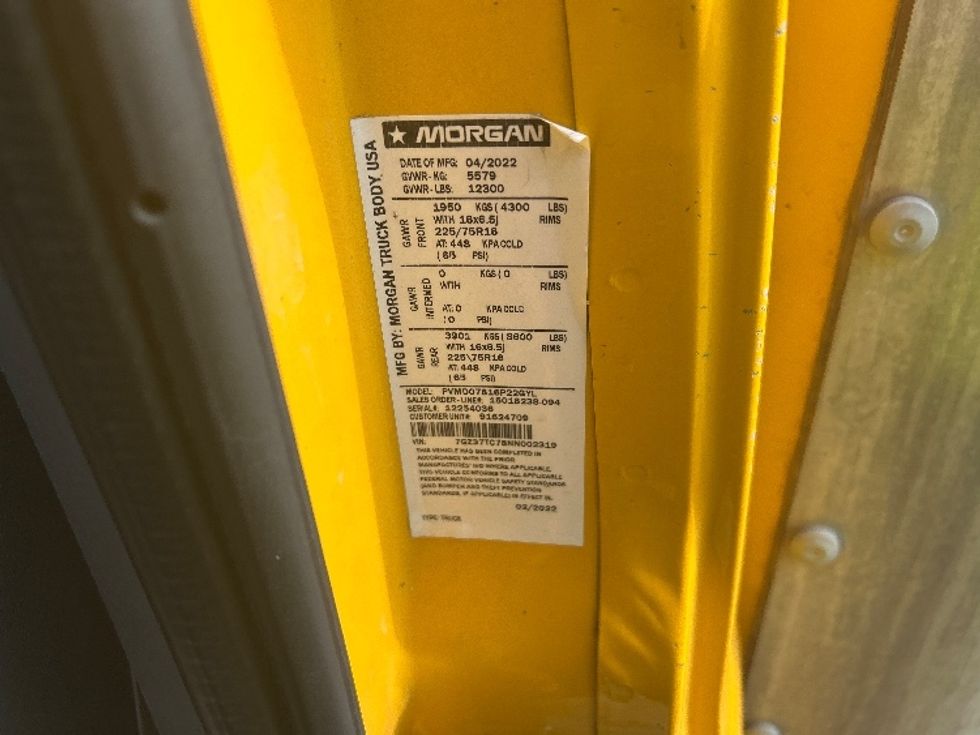 MORGAN
MFG BY: MORGAN TRUCK BODY, USA
DATE OF MFG: 04/2022
GVWR-KG: 5579
GVWR-LBS: 12300
GAWR FRONT
1950 KGS ( 4300 LBS)
WITH 16x6.5J RIMS
225/75R16
AT: 448 KPA COLD
( 65 PSI)
GAWR INTERMED
0 KGS ( 0 LBS)
WITH RIMS
AT: 0 KPA COLD
( 0 PSI)
GAWR REAR
3901 KGS ( 8600 LBS)
WITH 16x6.5J RIMS
225\75R16
AT: 448 KPA COLD
( 65 PSI)
MODEL:
SALES ORDER-LINE#: 15018238-094
SERIAL#: 12254036
CUSTOMER UNIT#: 91624709
VIN:
THIS VEHICLE HAS BEEN COMPLETED IN
ACCORDANCE WITH THE PRIOR
MANUFACTURES' IVD WHERE APPLICABLE.
THIS VEHICLE CONFORMS TO ALL APPLICABLE
FEDERAL MOTOR VEHICLE SAFETY STANDARDS
(AND BUMPER AND THEFT PREVENTION
STANDARDS, IF APPLICABLE) IN EFFECT IN.
03/2022
TYPE: TRUCK